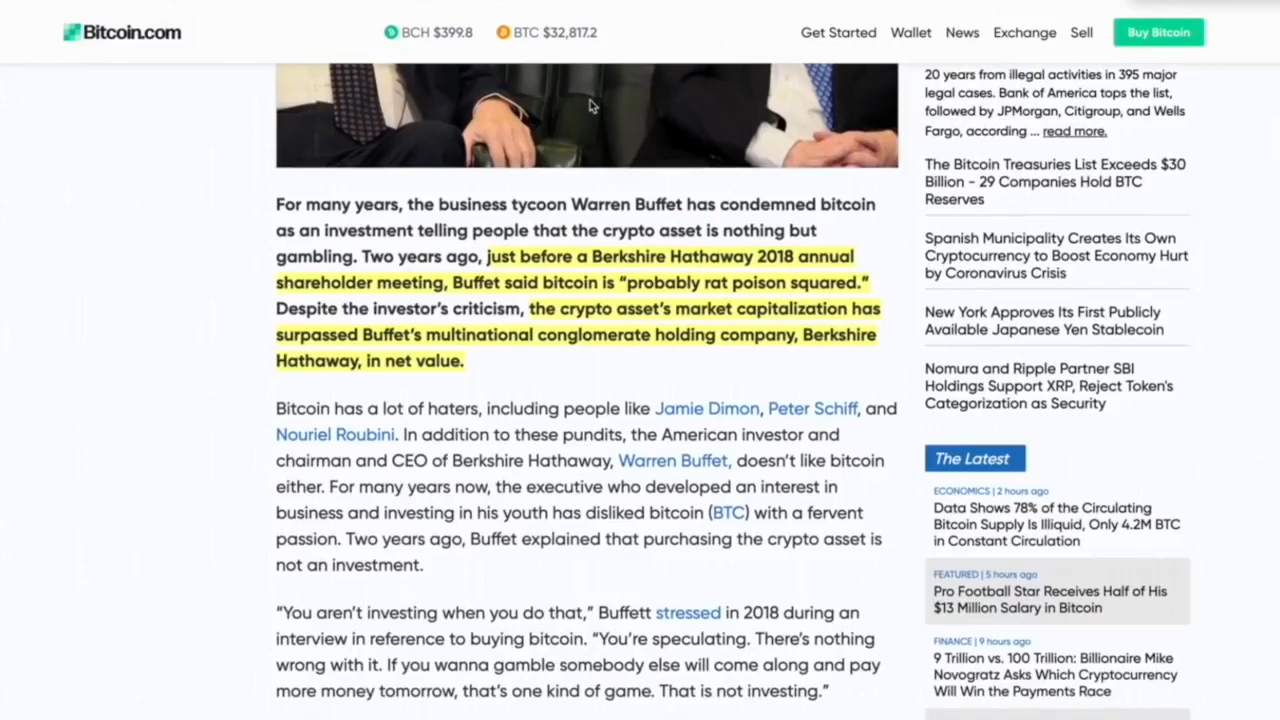 Bitcoin.com
BCH $399.8
BTC $32,817.2
Get Started
Wallet
News
Exchange
Sell
Buy Bitcoin
For many years, the business tycoon Warren Buffet has condemned bitcoin
as an investment telling people that the crypto asset is nothing but
gambling. Two years ago, just before a Berkshire Hathaway 2018 annual
shareholder meeting, Buffet said bitcoin is “probably rat poison squared.”
Despite the investor’s criticism, the crypto asset’s market capitalization has
surpassed Buffet’s multinational conglomerate holding company, Berkshire
Hathaway, in net value.
Bitcoin has a lot of haters, including people like Jamie Dimon, Peter Schiff, and
Nouriel Roubini. In addition to these pundits, the American investor and
chairman and CEO of Berkshire Hathaway, Warren Buffet, doesn’t like bitcoin
either. For many years now, the executive who developed an interest in
business and investing in his youth has disliked bitcoin (BTC) with a fervent
passion. Two years ago, Buffet explained that purchasing the crypto asset is
not an investment.
“You aren’t investing when you do that,” Buffett stressed in 2018 during an
interview in reference to buying bitcoin. “You’re speculating. There’s nothing
wrong with it. If you wanna gamble somebody else will come along and pay
more money tomorrow, that’s one kind of game. That is not investing.”
20 years from illegal activities in 395 major
legal cases. Bank of America tops the list,
followed by JPMorgan, Citigroup, and Wells
Fargo, according ... read more.
The Bitcoin Treasuries List Exceeds $30
Billion - 29 Companies Hold BTC
Reserves
Spanish Municipality Creates Its Own
Cryptocurrency to Boost Economy Hurt
by Coronavirus Crisis
New York Approves Its First Publicly
Available Japanese Yen Stablecoin
Nomura and Ripple Partner SBI
Holdings Support XRP, Reject Token's
Categorization as Security
The Latest
ECONOMICS | 2 hours ago
Data Shows 78% of the Circulating
Bitcoin Supply Is Illiquid, Only 4.2M BTC
in Constant Circulation
FEATURED | 5 hours ago
Pro Football Star Receives Half of His
$13 Million Salary in Bitcoin
FINANCE | 9 hours ago
9 Trillion vs. 100 Trillion: Billionaire Mike
Novogratz Asks Which Cryptocurrency
Will Win the Payments Race